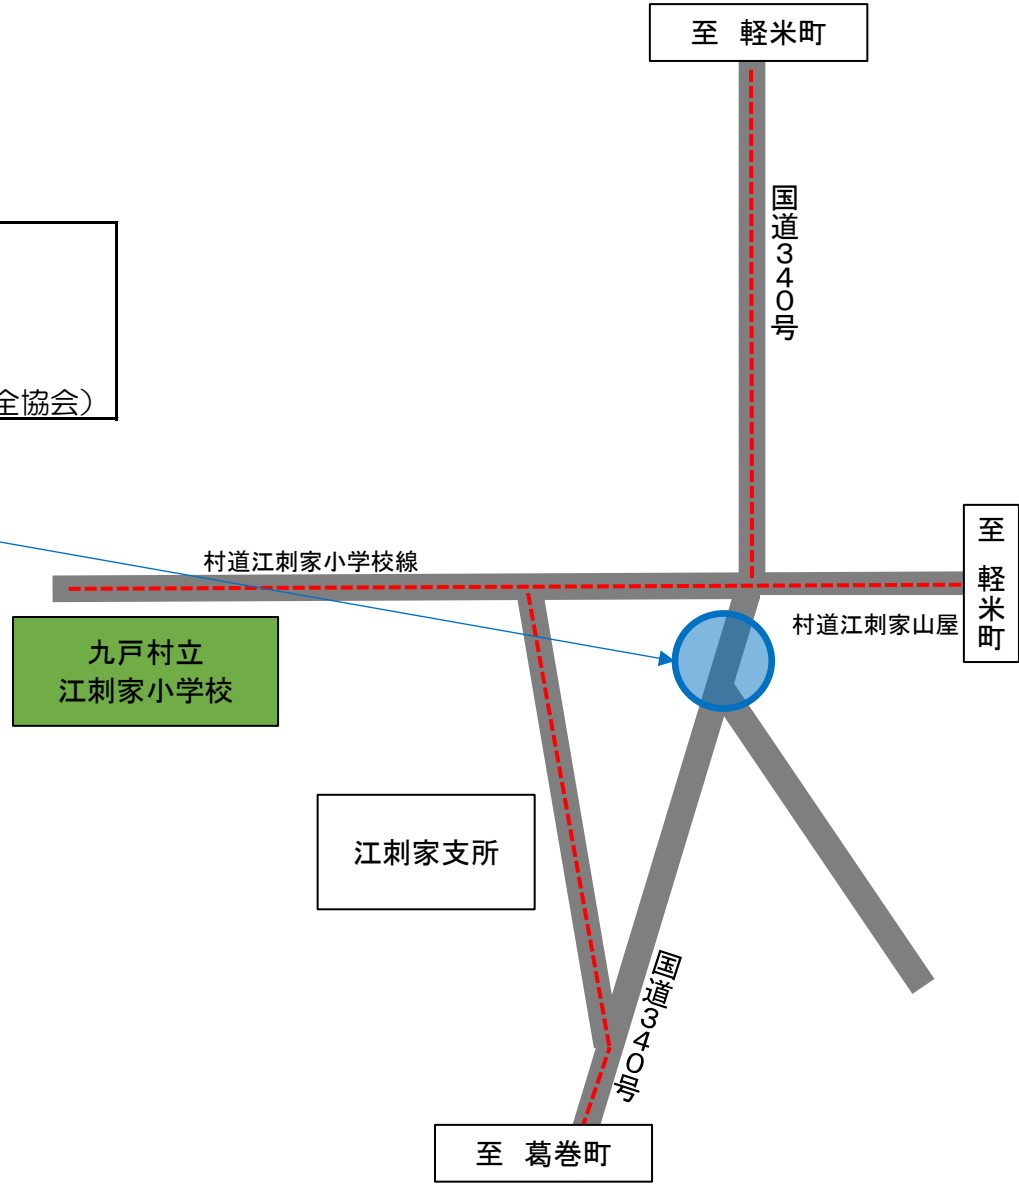 至 軽米町
国道３４０号
全協会）
村道江刺家小学校線
至 軽米町
村道江刺家山屋
九戸村立
江刺家小学校
江刺家支所
国道３４０号
至 葛巻町